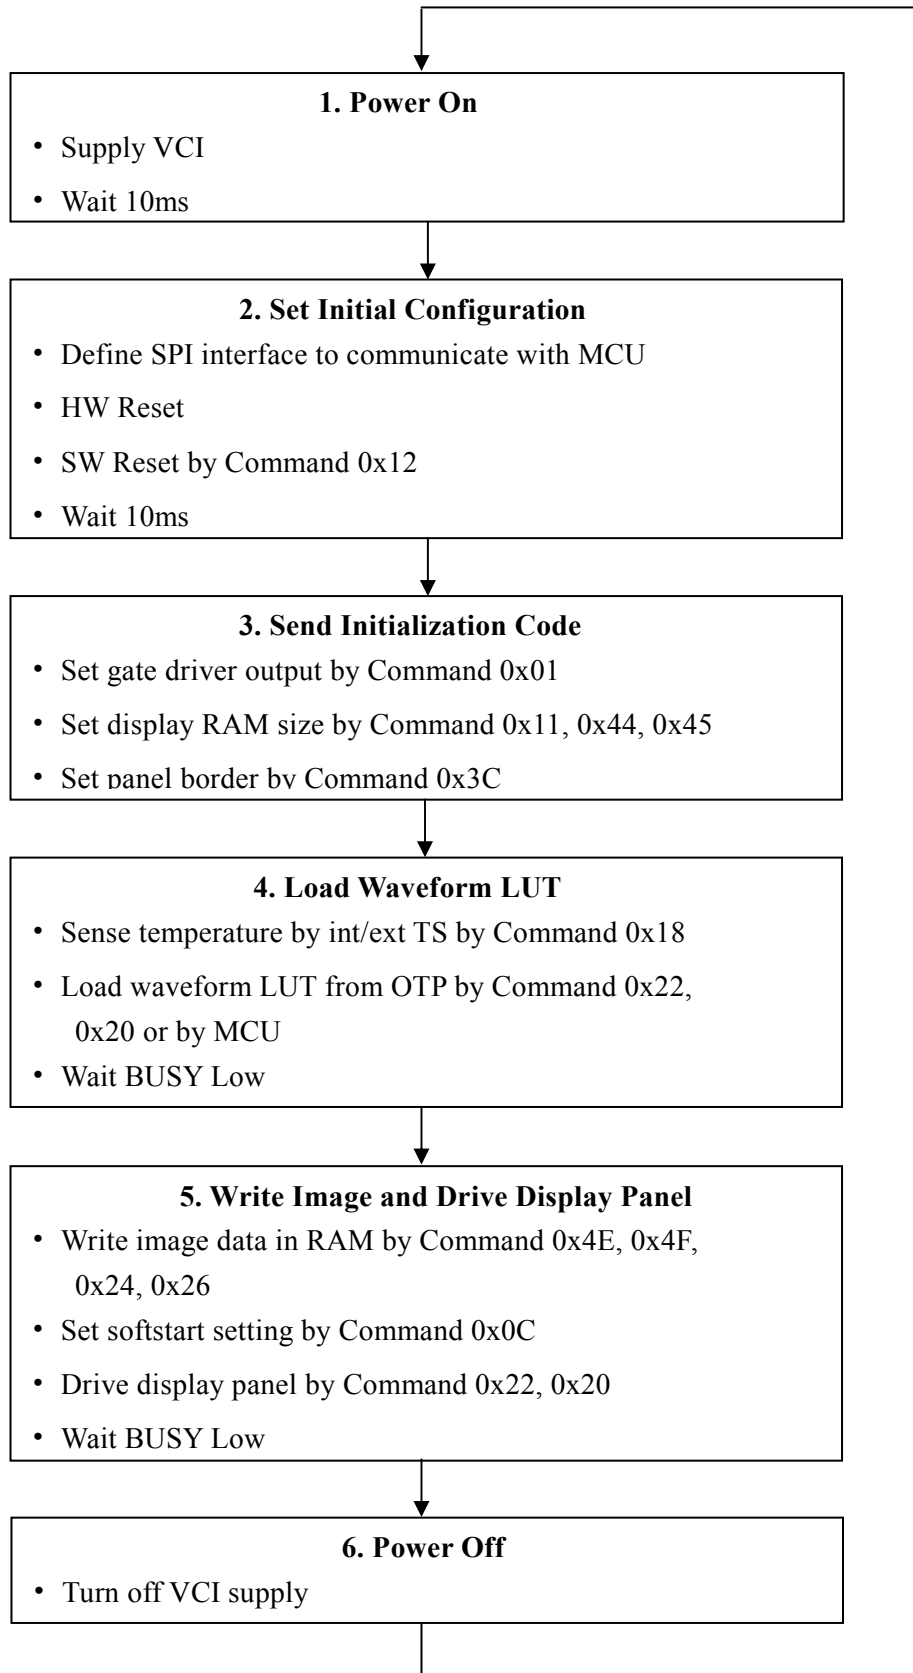 1. Power On
• Supply VCI
• Wait 10ms
2. Set Initial Configuration
• Define SPI interface to communicate with MCU
• HW Reset
• SW Reset by Command 0x12
• Wait 10ms
3. Send Initialization Code
• Set gate driver output by Command 0x01
• Set display RAM size by Command 0x11, 0x44, 0x45
• Set panel border by Command 0x3C
4. Load Waveform LUT
• Sense temperature by int/ext TS by Command 0x18
• Load waveform LUT from OTP by Command 0x22,
0x20 or by MCU
• Wait BUSY Low
5. Write Image and Drive Display Panel
• Write image data in RAM by Command 0x4E, 0x4F,
0x24, 0x26
• Set softstart setting by Command 0x0C
• Drive display panel by Command 0x22, 0x20
• Wait BUSY Low
6. Power Off
• Turn off VCI supply